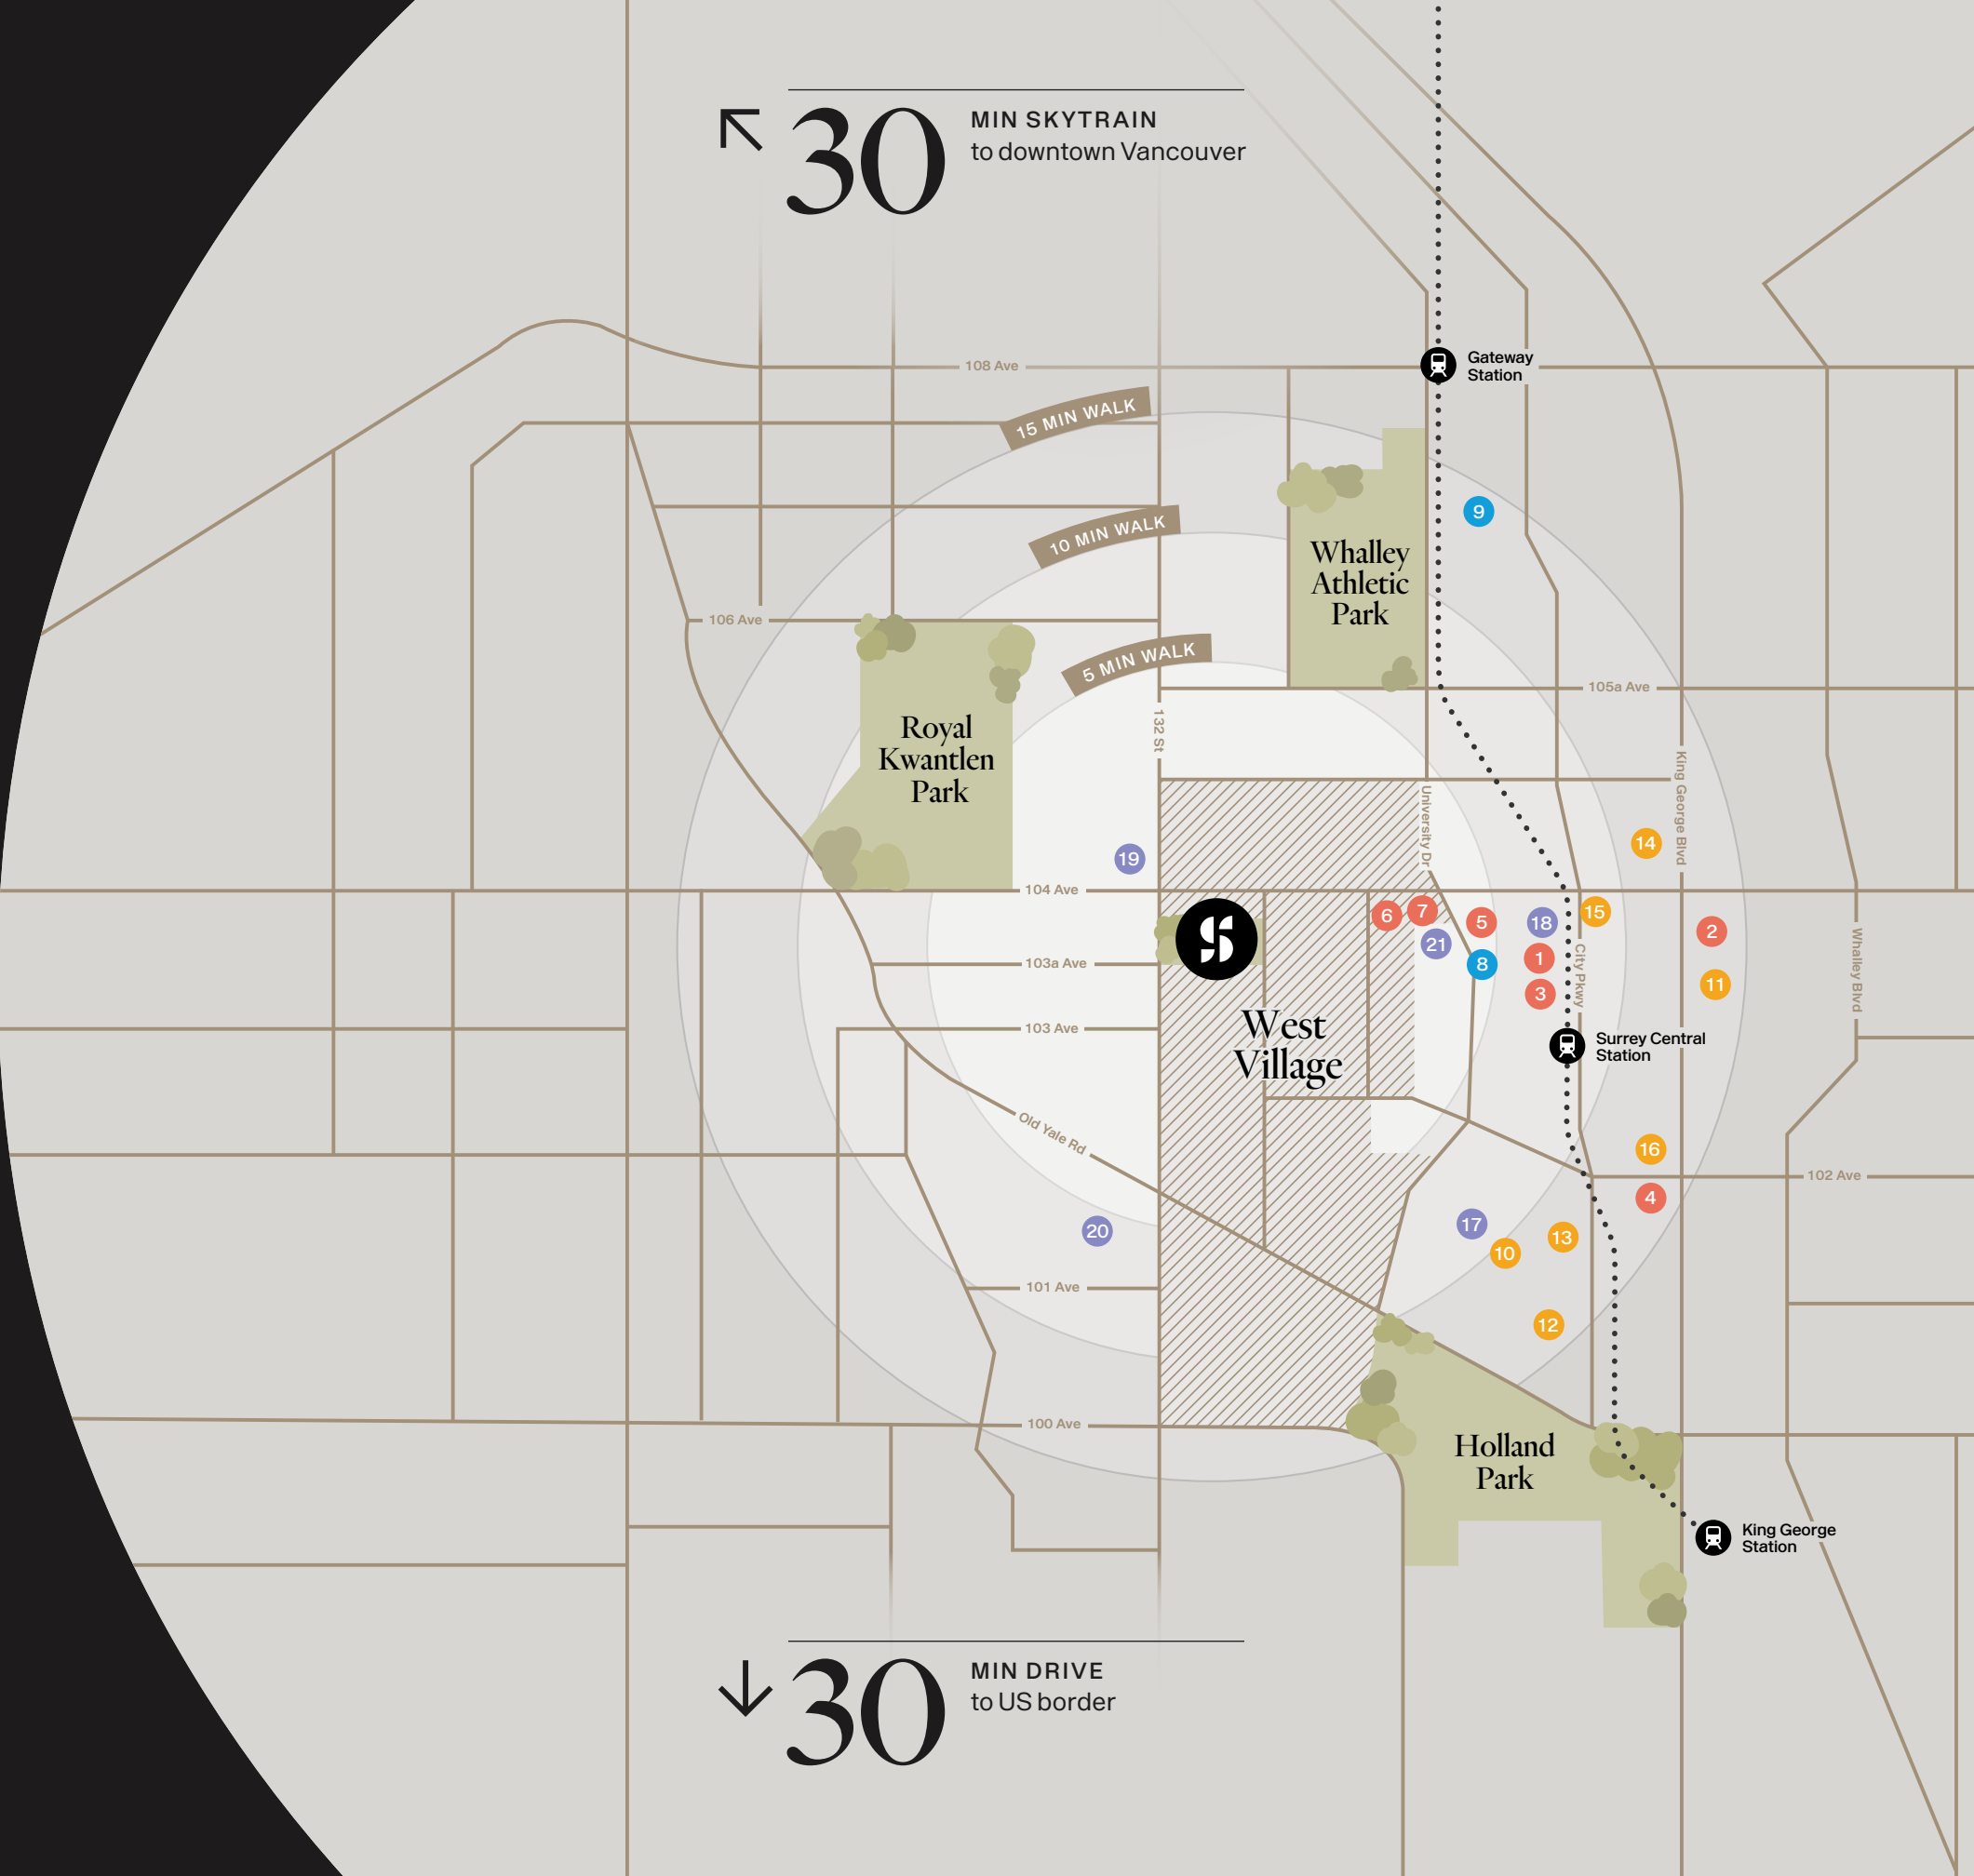 30
MIN SKYTRAIN
to downtown Vancouver
108 Ave
Gateway
Station
15 MIN WALK
10 MIN WALK
9
Whalley
Athletic
Park
106 Ave
5 MIN WALK
105a Ave
Royal
Kwantlen
Park
132 St
King George Blvd
University Dr
14
19
104 Ave
6
7
5
18
15
2
21
1
8
3
11
City Pkwy
Whalley Blvd
103a Ave
103 Ave
West
Village
Surrey Central
Station
Old Yale Rd
16
102 Ave
4
20
17
10
13
101 Ave
12
100 Ave
Holland
Park
King George
Station
30
MIN DRIVE
to US border